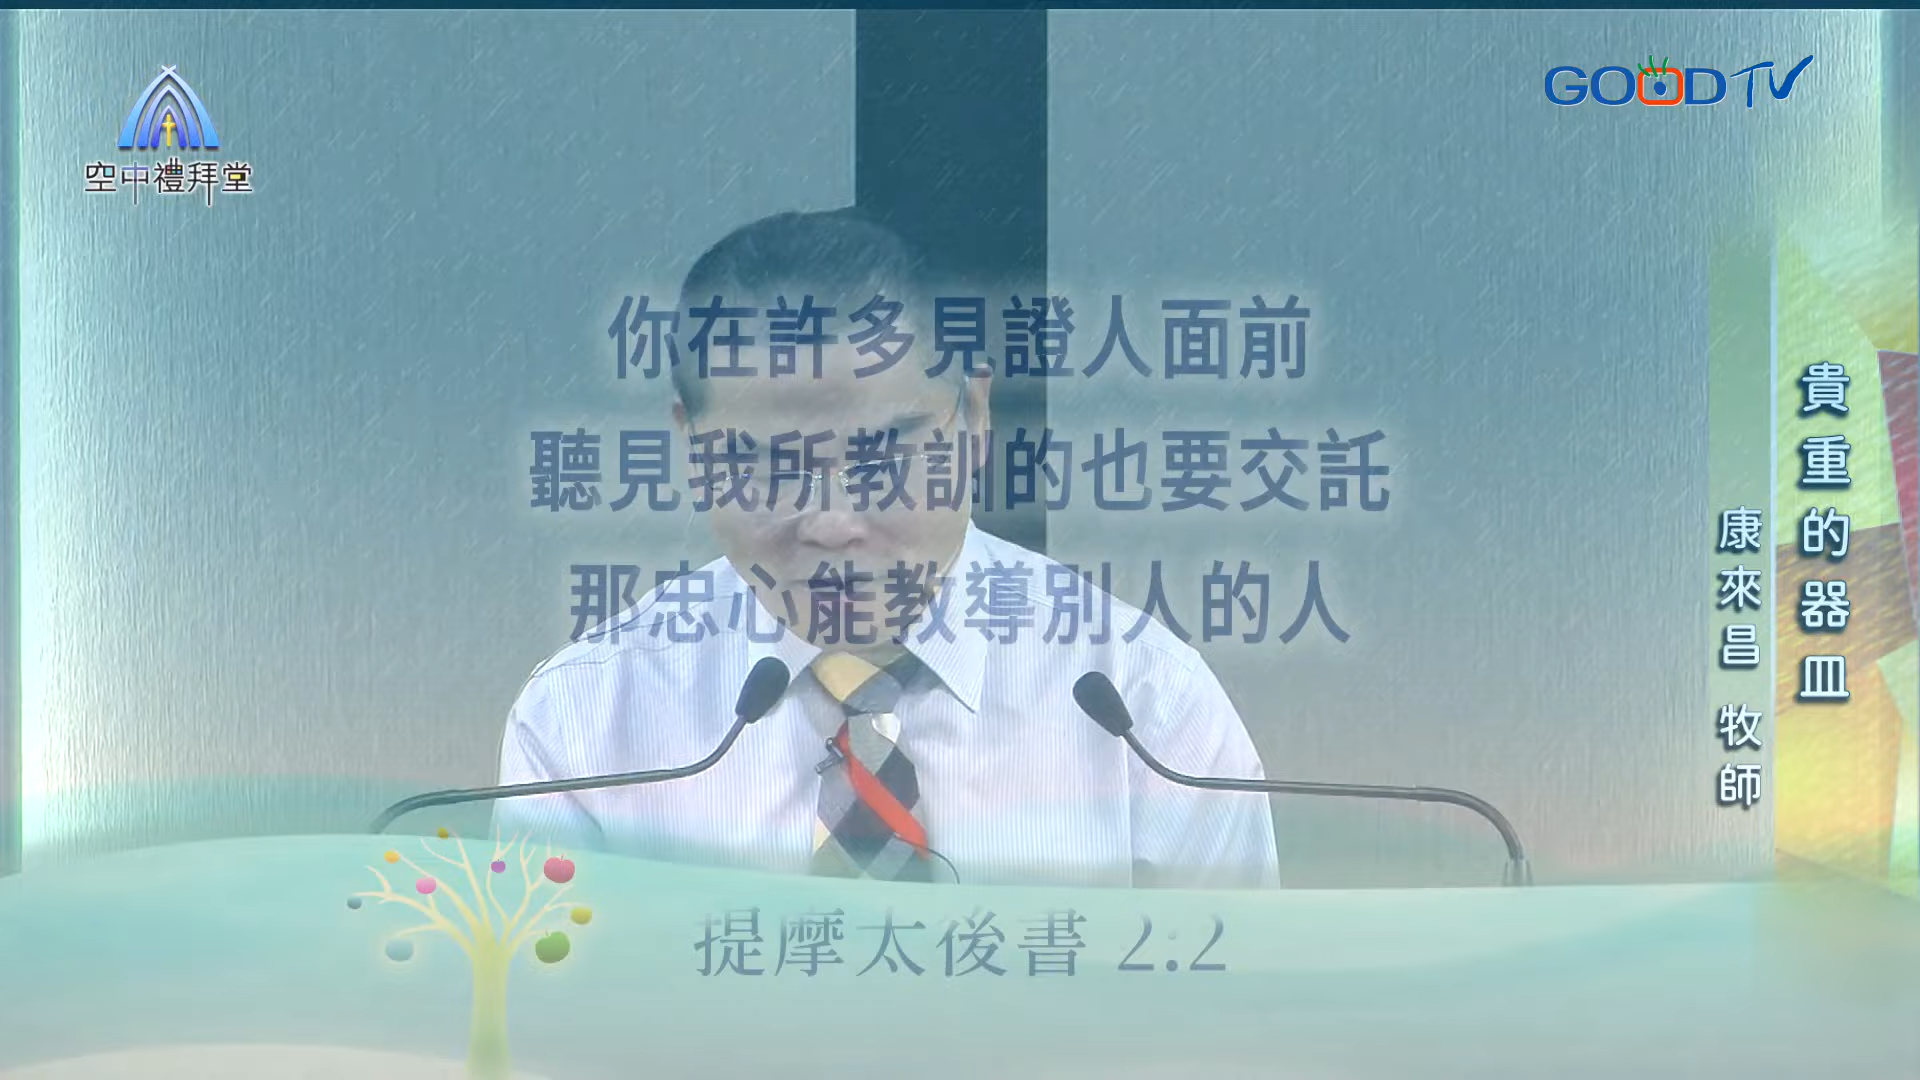 空中禮拜堂
GOOD TV
你在許多見證人面前
聽見我所教訓的也要交託
那忠心能教導別人的人
提摩太後書 2:2
貴重的器皿
康來昌 牧師